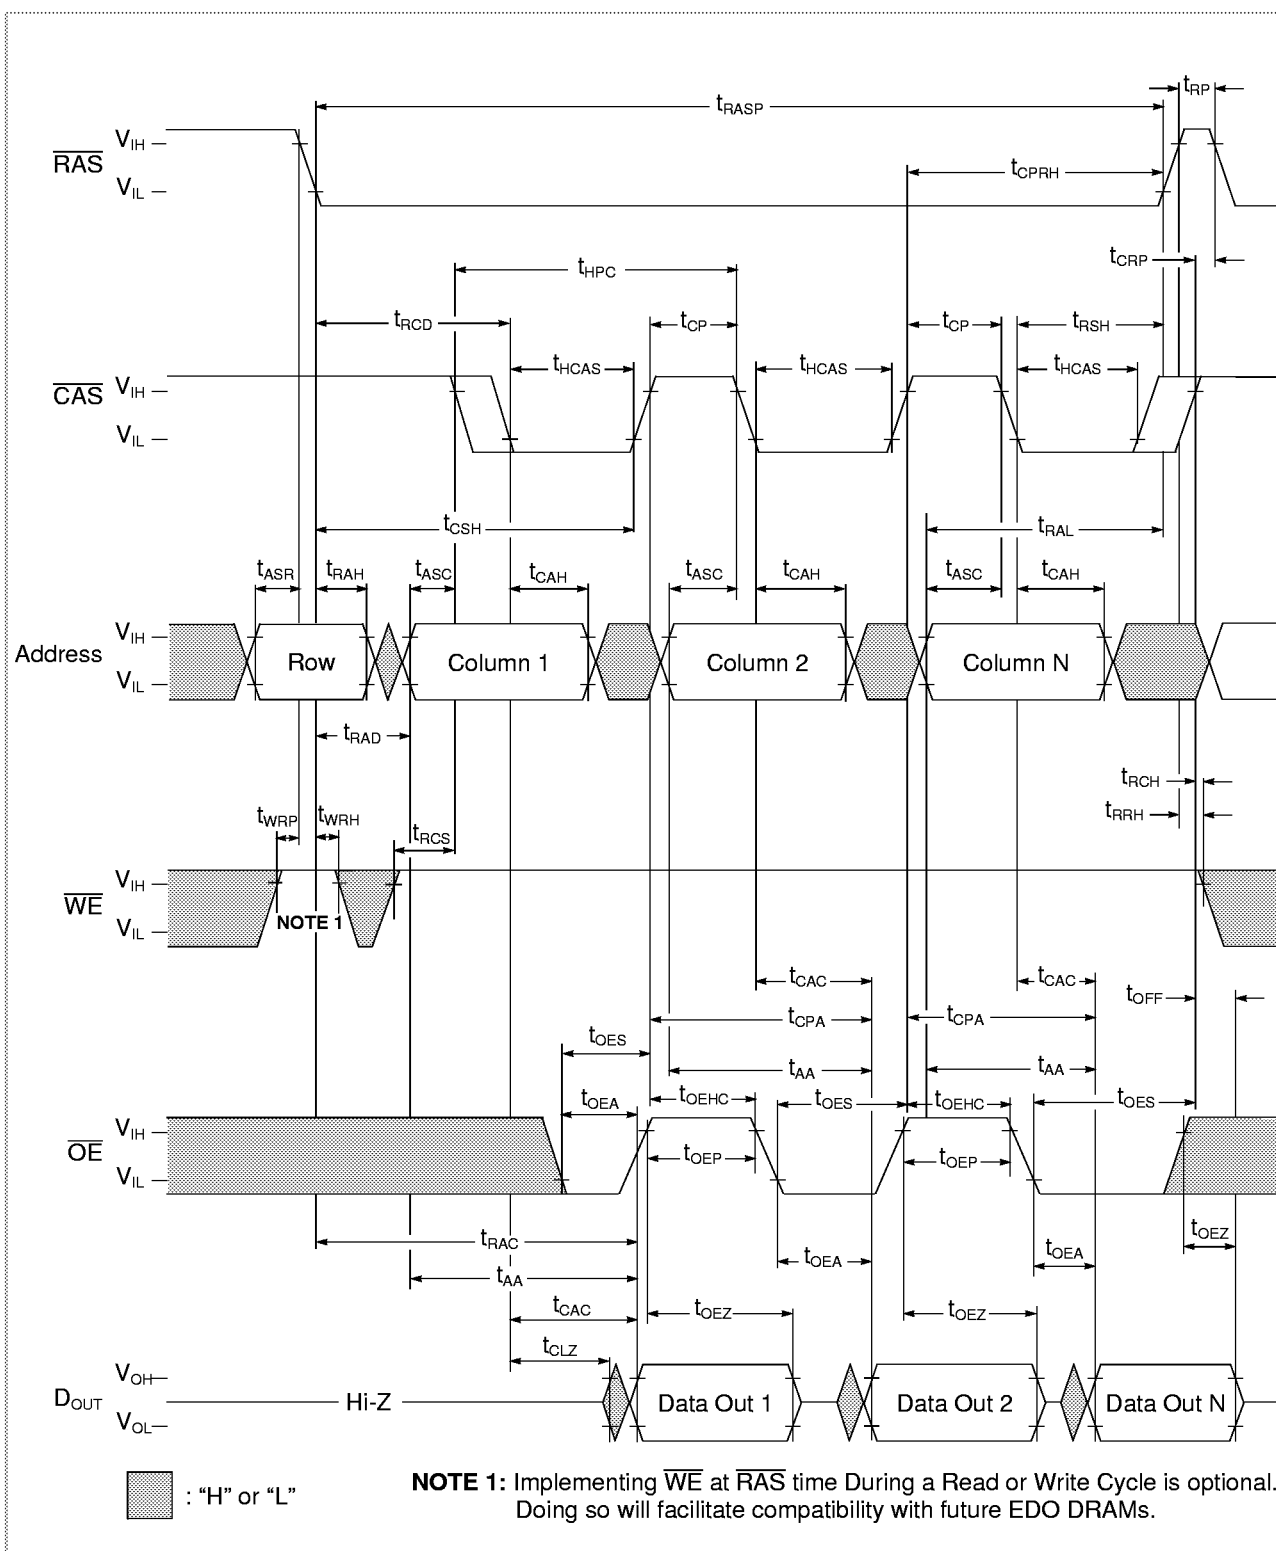 tRP
tRASP
VIH
RAS
tCPRH
VIL
tCRP
tHPC
tRCD tCP tCP tRSH
tHCAS tHCAS tHCAS
VIH
CAS
VIL
tCSH tRAL
tASR tRAH tASC tCAH tASC tCAH tASC tCAH
VIH
Address Row Column 1 Column 2 Column N
VIL
tRAD
tRCH
tRRH
tWRP tWRH tRCS
VIH
WE NOTE 1
VIL
tCAC tCAC
tOFF
tCPA tCPA
tOES
tAA tAA
tOEA tOEHC tOES tOEHC tOES
VIH
OE
tOEP tOEP
VIL
tRAC tOEZ
tOEA tOEA
tAA
tCAC tOEZ tOEZ
tCLZ
VOH
DOUT Hi-Z Data Out 1 Data Out 2 Data Out N
VOL
: “H” or “L”
NOTE 1: Implementing WE at RAS time During a Read or Write Cycle is optional.
Doing so will facilitate compatibility with future EDO DRAMs.